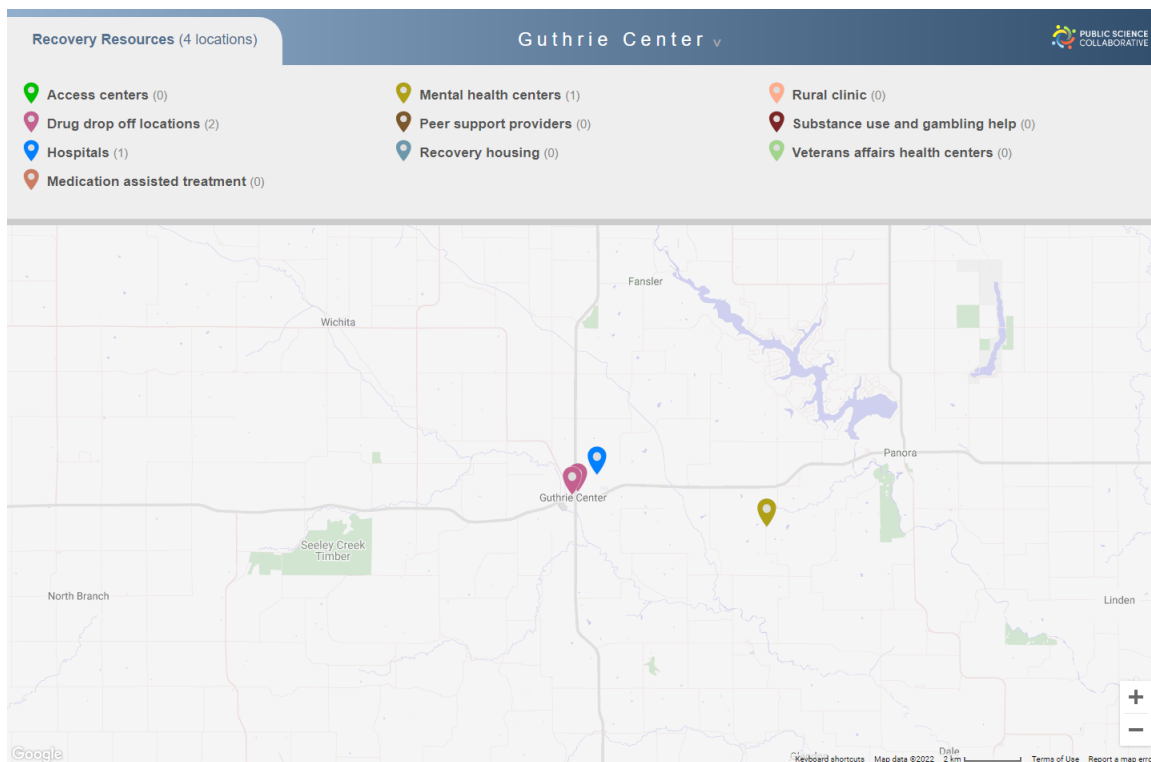 Recovery Resources (4 locations)
Guthrie Center v
PUBLIC SCIENCE
COLLABORATIVE
Access centers (0)
Mental health centers (1)
Rural clinic (0)
Drug drop off locations (2)
Peer support providers (0)
Substance use and gambling help (0)
Hospitals (1)
Recovery housing (0)
Veterans affairs health centers (0)
Medication assisted treatment (0)
Fansler
Wichita
Panora
Guthrie Center
Seeley Creek
Timber
North Branch
Linden
+
−
Dale
Google
Keyboard shortcuts Map data ©2022 2 km Terms of Use Report a map erro